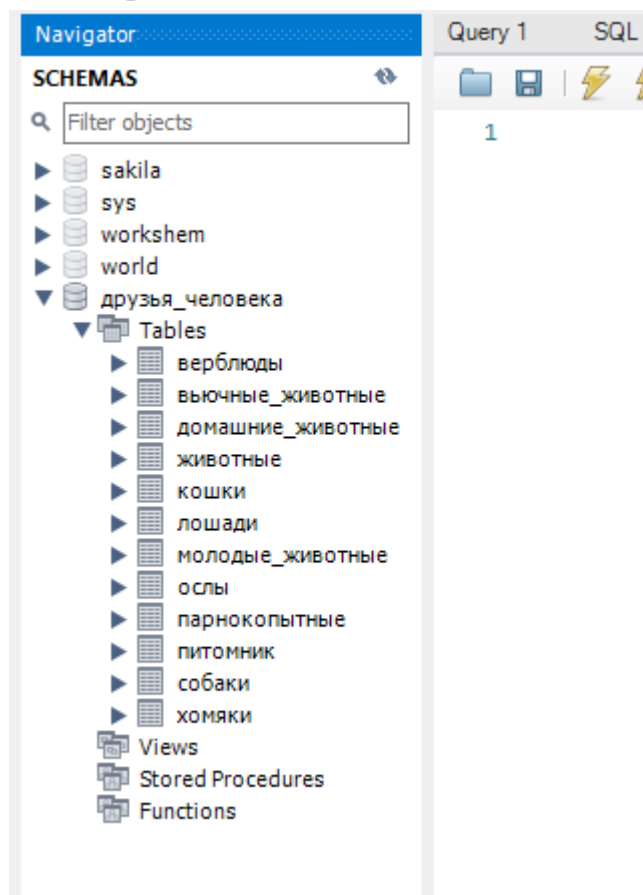 Navigator
Query 1 SQL
SCHEMAS
Filter objects
1
sakila
sys
workshem
world
друзья_человека
Tables
верблюды
вьючные_животные
домашние_животные
животные
кошки
лошади
молодые_животные
ослы
парнокопытные
питомник
собаки
хомяки
Views
Stored Procedures
Functions